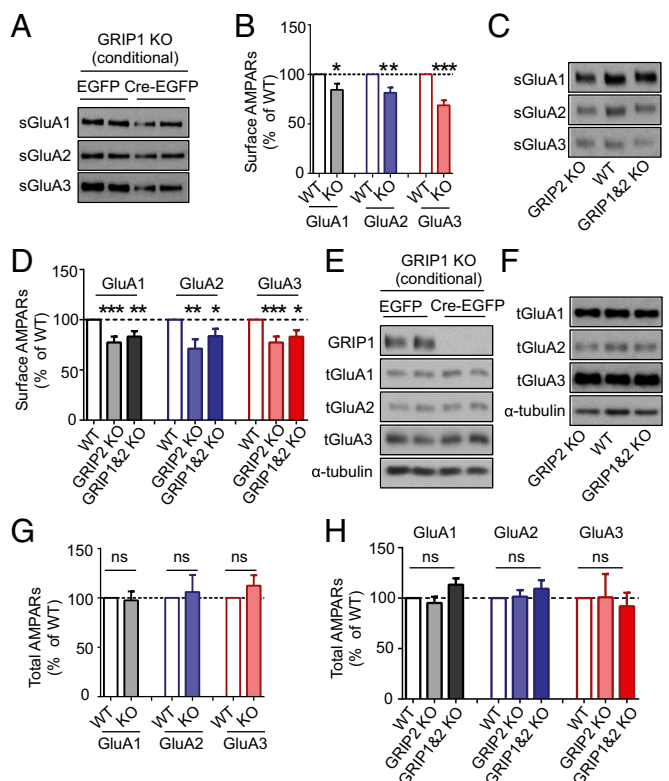 A
GRIP1 KO
(conditional)
EGFP Cre-EGFP
sGluA1
sGluA2
sGluA3
B
Surface AMPARs
(% of WT)
150
100
50
0
* ** ***
WT KO WT KO WT KO
GluA1 GluA2 GluA3
C
sGluA1
sGluA2
sGluA3
GRIP2 KO WT GRIP1&2 KO
D
Surface AMPARs
(% of WT)
150
100
50
0
GluA1 GluA2 GluA3
*** ** ** * *** *
WT GRIP2 KO GRIP1&2 KO WT GRIP2 KO GRIP1&2 KO WT GRIP2 KO GRIP1&2 KO
E
GRIP1 KO
(conditional)
EGFP Cre-EGFP
GRIP1
tGluA1
tGluA2
tGluA3
α-tubulin
F
tGluA1
tGluA2
tGluA3
α-tubulin
GRIP2 KO WT GRIP1&2 KO
G
Total AMPARs
(% of WT)
150
100
50
0
ns ns ns
WT KO WT KO WT KO
GluA1 GluA2 GluA3
H
Total AMPARs
(% of WT)
150
100
50
0
GluA1 GluA2 GluA3
ns ns ns
WT GRIP2 KO GRIP1&2 KO WT GRIP2 KO GRIP1&2 KO WT GRIP2 KO GRIP1&2 KO